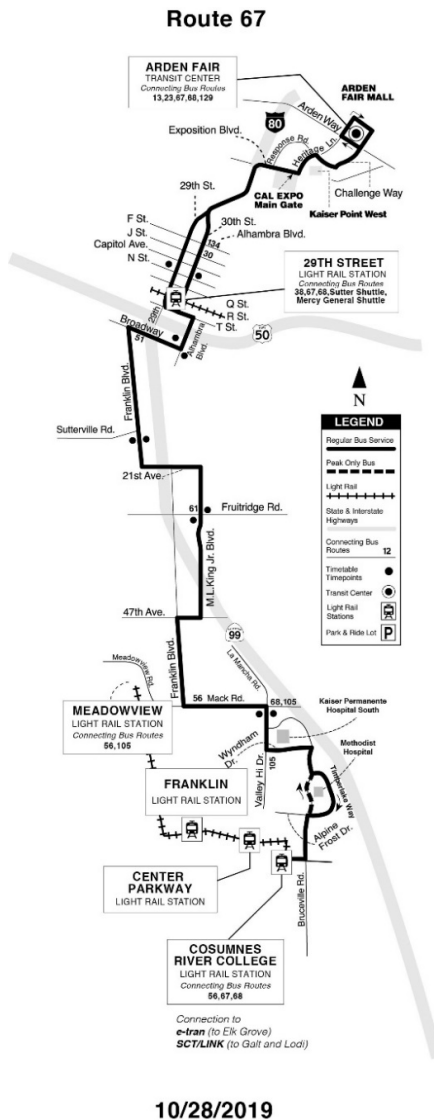 Route 67
ARDEN FAIR
TRANSIT CENTER
Connecting Bus Routes
13,23,67,68,129
ARDEN
FAIR MALL
Arden Way
80
Exposition Blvd.
Response Rd.
Heritage Ln.
CAL EXPO
Main Gate
Challenge Way
Kaiser Point West
29th St.
30th St.
Alhambra Blvd.
F St.
J St.
Capitol Ave.
N St.
134
30
29TH STREET
LIGHT RAIL STATION
Connecting Bus Routes
38,67,68,Sutter Shuttle,
Mercy General Shuttle
Q St.
R St.
T St.
29th
Broadway
51
Alhambra
Blvd.
50
Franklin Blvd.
Sutterville Rd.
21st Ave.
61
Fruitridge Rd.
M.L.King Jr. Blvd.
47th Ave.
99
Franklin Blvd.
La Mancha Rd.
Meadowview Rd.
56
Mack Rd.
68,105
Kaiser Permanente
Hospital South
MEADOWVIEW
LIGHT RAIL STATION
Connecting Bus Routes
56,105
Wyndham
Dr.
Valley Hi Dr.
105
Methodist
Hospital
Timberlake Way
FRANKLIN
LIGHT RAIL STATION
Alpine
Frost Dr.
CENTER
PARKWAY
LIGHT RAIL STATION
Bruceville Rd.
COSUMNES
RIVER COLLEGE
LIGHT RAIL STATION
Connecting Bus Routes
56,67,68
Connection to
e-tran (to Elk Grove)
SCT/LINK (to Galt and Lodi)
N
LEGEND
Regular Bus Service
Peak Only Bus
Light Rail
State & Interstate
Highways
Connecting Bus
Routes 12
Timetable
Timepoints
Transit Center
Light Rail
Stations
Park & Ride Lot P
10/28/2019